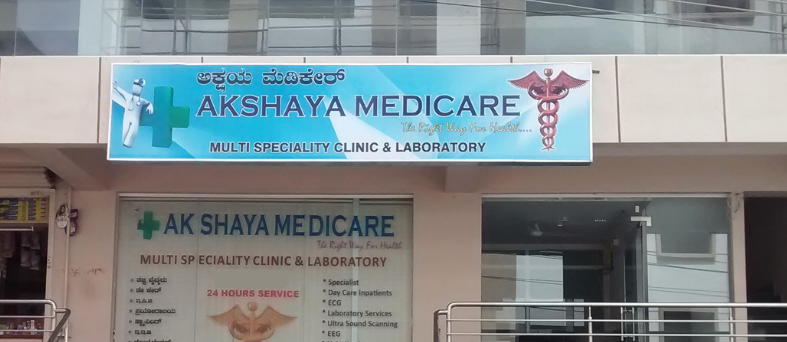 ಅಕ್ಷಯ ಮೆಡಿಕೇರ್
AKSHAYA MEDICARE
The Right Way For Health....
MULTI SPECIALITY CLINIC & LABORATORY
AK SHAYA MEDICARE
The Right Way For Health
MULTI SP ECIALITY CLINIC & LABORATORY
24 HOURS SERVICE
* Specialist
* Day Care Inpatients
* ECG
* Laboratory Services
* Ultra Sound Scanning
* EEG